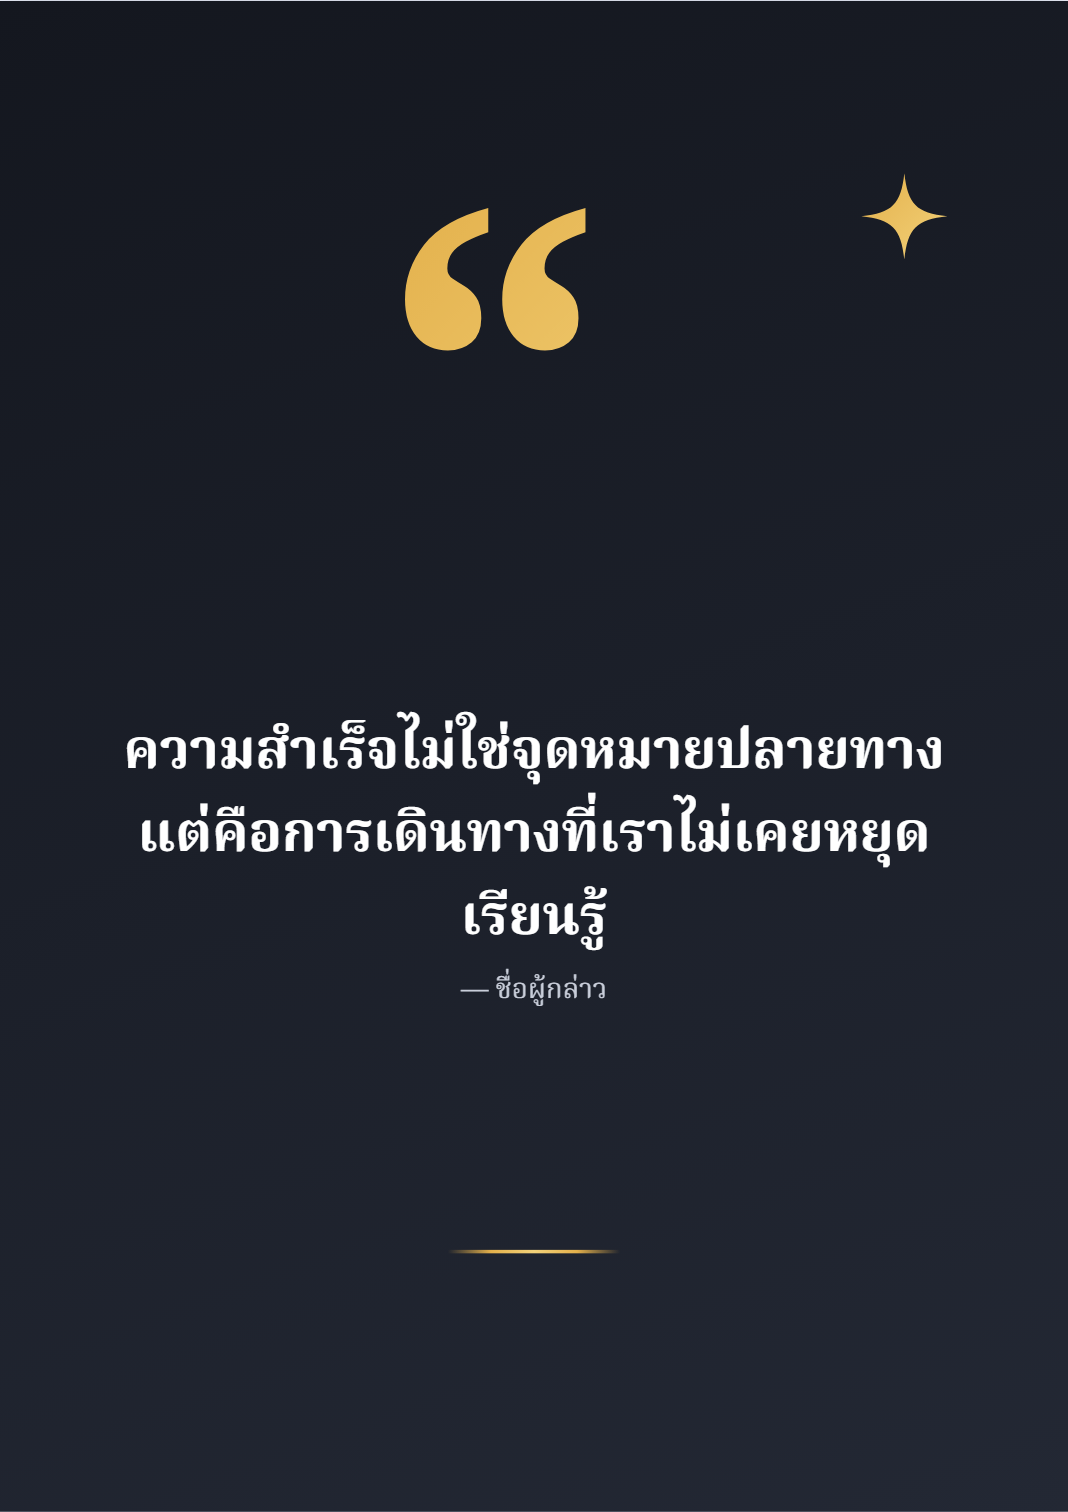 “
ความสำเร็จไม่ใช่จุดหมายปลายทาง
แต่คือการเดินทางที่เราไม่เคยหยุด
เรียนรู้
— ชื่อผู้กล่าว